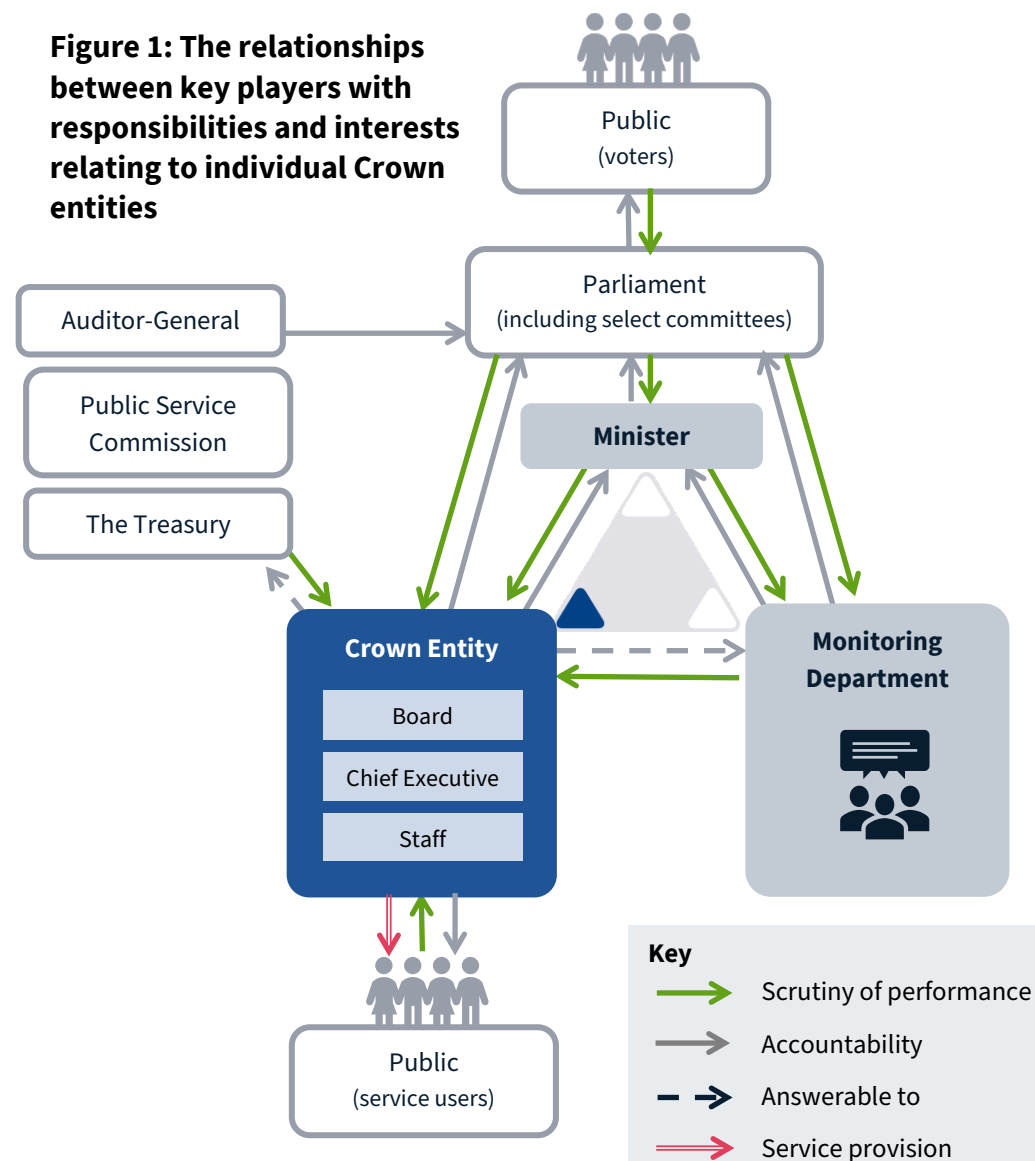 Figure 1: The relationships
between key players with
responsibilities and interests
relating to individual Crown
entities
Public
(voters)
Parliament
(including select committees)
Auditor-General
Public Service
Commission
The Treasury
Minister
Crown Entity
Board
Chief Executive
Staff
Monitoring
Department
Public
(service users)
Key
Scrutiny of performance
Accountability
Answerable to
Service provision